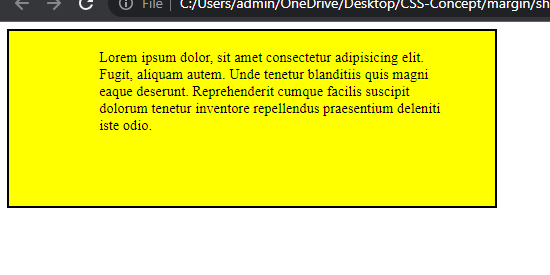 File | C:/Users/admin/OneDrive/Desktop/CSS-Concept/margin/sh
Lorem ipsum dolor, sit amet consectetur adipisicing elit.
Fugit, aliquam autem. Unde tenetur blanditiis quis magni
eaque deserunt. Reprehenderit cumque facilis suscipit
dolorum tenetur inventore repellendus praesentium deleniti
iste odio.